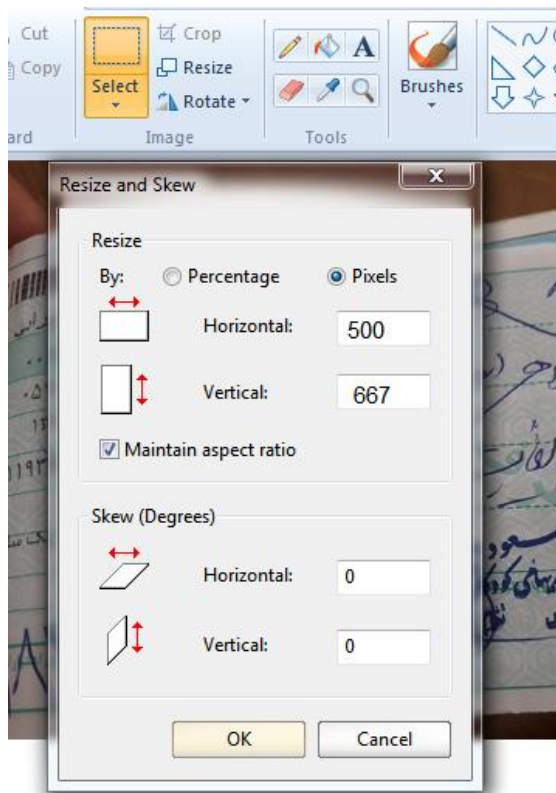 Cut
Crop
Copy
Resize
Select
Rotate
Brushes
ard
Image
Tools
A
Resize and Skew
x
Resize
By: Percentage Pixels
Horizontal: 500
Vertical: 667
Maintain aspect ratio
Skew (Degrees)
Horizontal: 0
Vertical: 0
OK Cancel